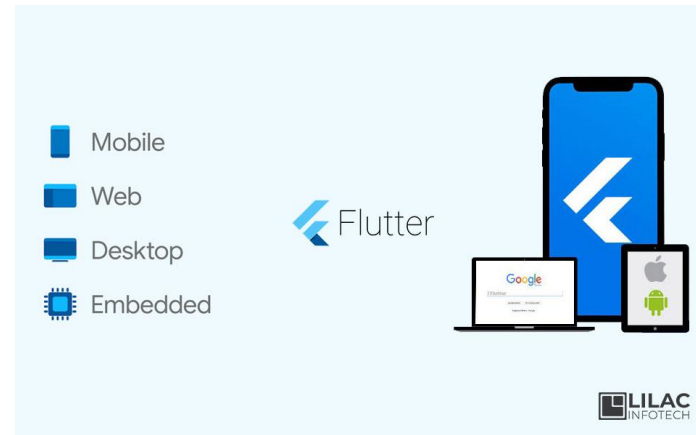 Mobile
Web
Desktop
Embedded
Flutter
Google
LILAC
INFOTECH